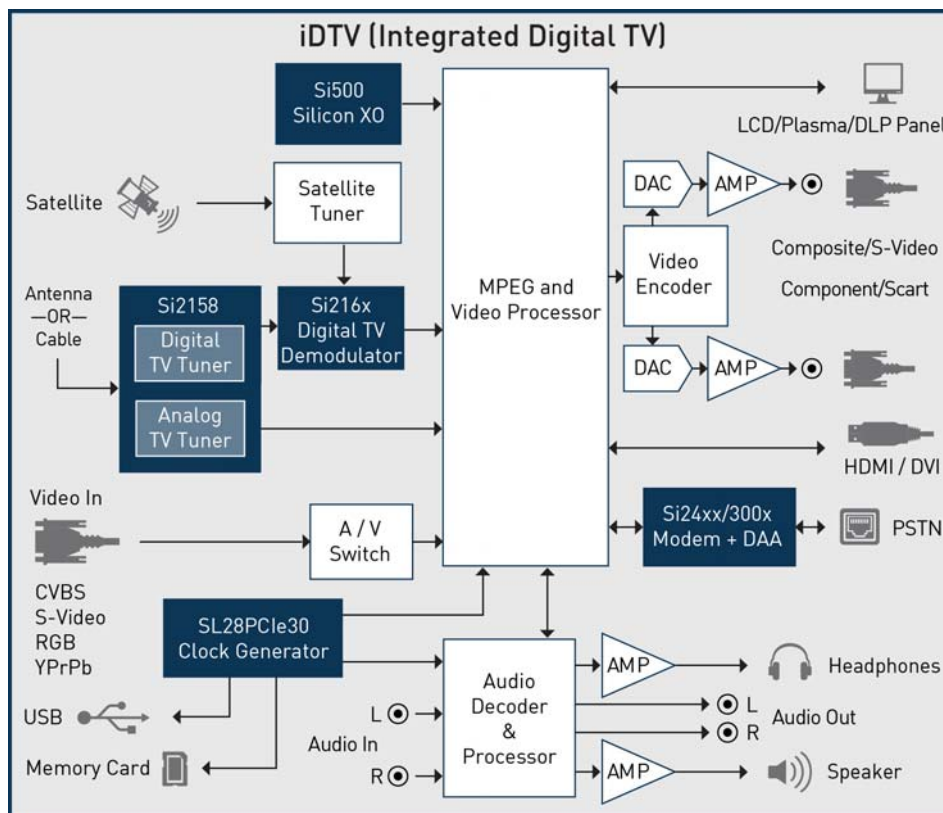 iDTV (Integrated Digital TV)
Si500
Silicon XO
LCD/Plasma/DLP Panel
Satellite
Satellite
Tuner
DAC
AMP
Composite/S-Video
Component/Scart
Video
Encoder
MPEG and
Video Processor
Antenna
—OR—
Cable
Si2158
Digital
TV Tuner
Analog
TV Tuner
Si216x
Digital TV
Demodulator
DAC
AMP
HDMI / DVI
Video In
CVBS
S-Video
RGB
YPrPb
A / V
Switch
Si24xx/300x
Modem + DAA
PSTN
SL28PCIe30
Clock Generator
USB
Memory Card
L
Audio In
R
Audio
Decoder
&
Processor
AMP
Headphones
L
R
Audio Out
AMP
Speaker